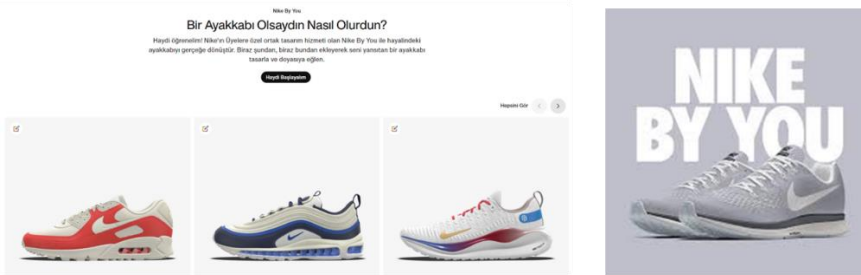 Nike By You
Bir Ayakkabı Olsaydın Nasıl Olurdun?
Haydi öğrenelim! Nike'ın Üyelere özel ortak tasarım hizmeti olan Nike By You ile hayalindeki
ayakkabıyı gerçeğe dönüştür. Biraz şundan, biraz bundan ekleyerek seni yansıtan bir ayakkabı
tasarla ve doyasıya eğlen.
Haydi Başlayalım
Hepsini Gör
NIKE
BY YOU